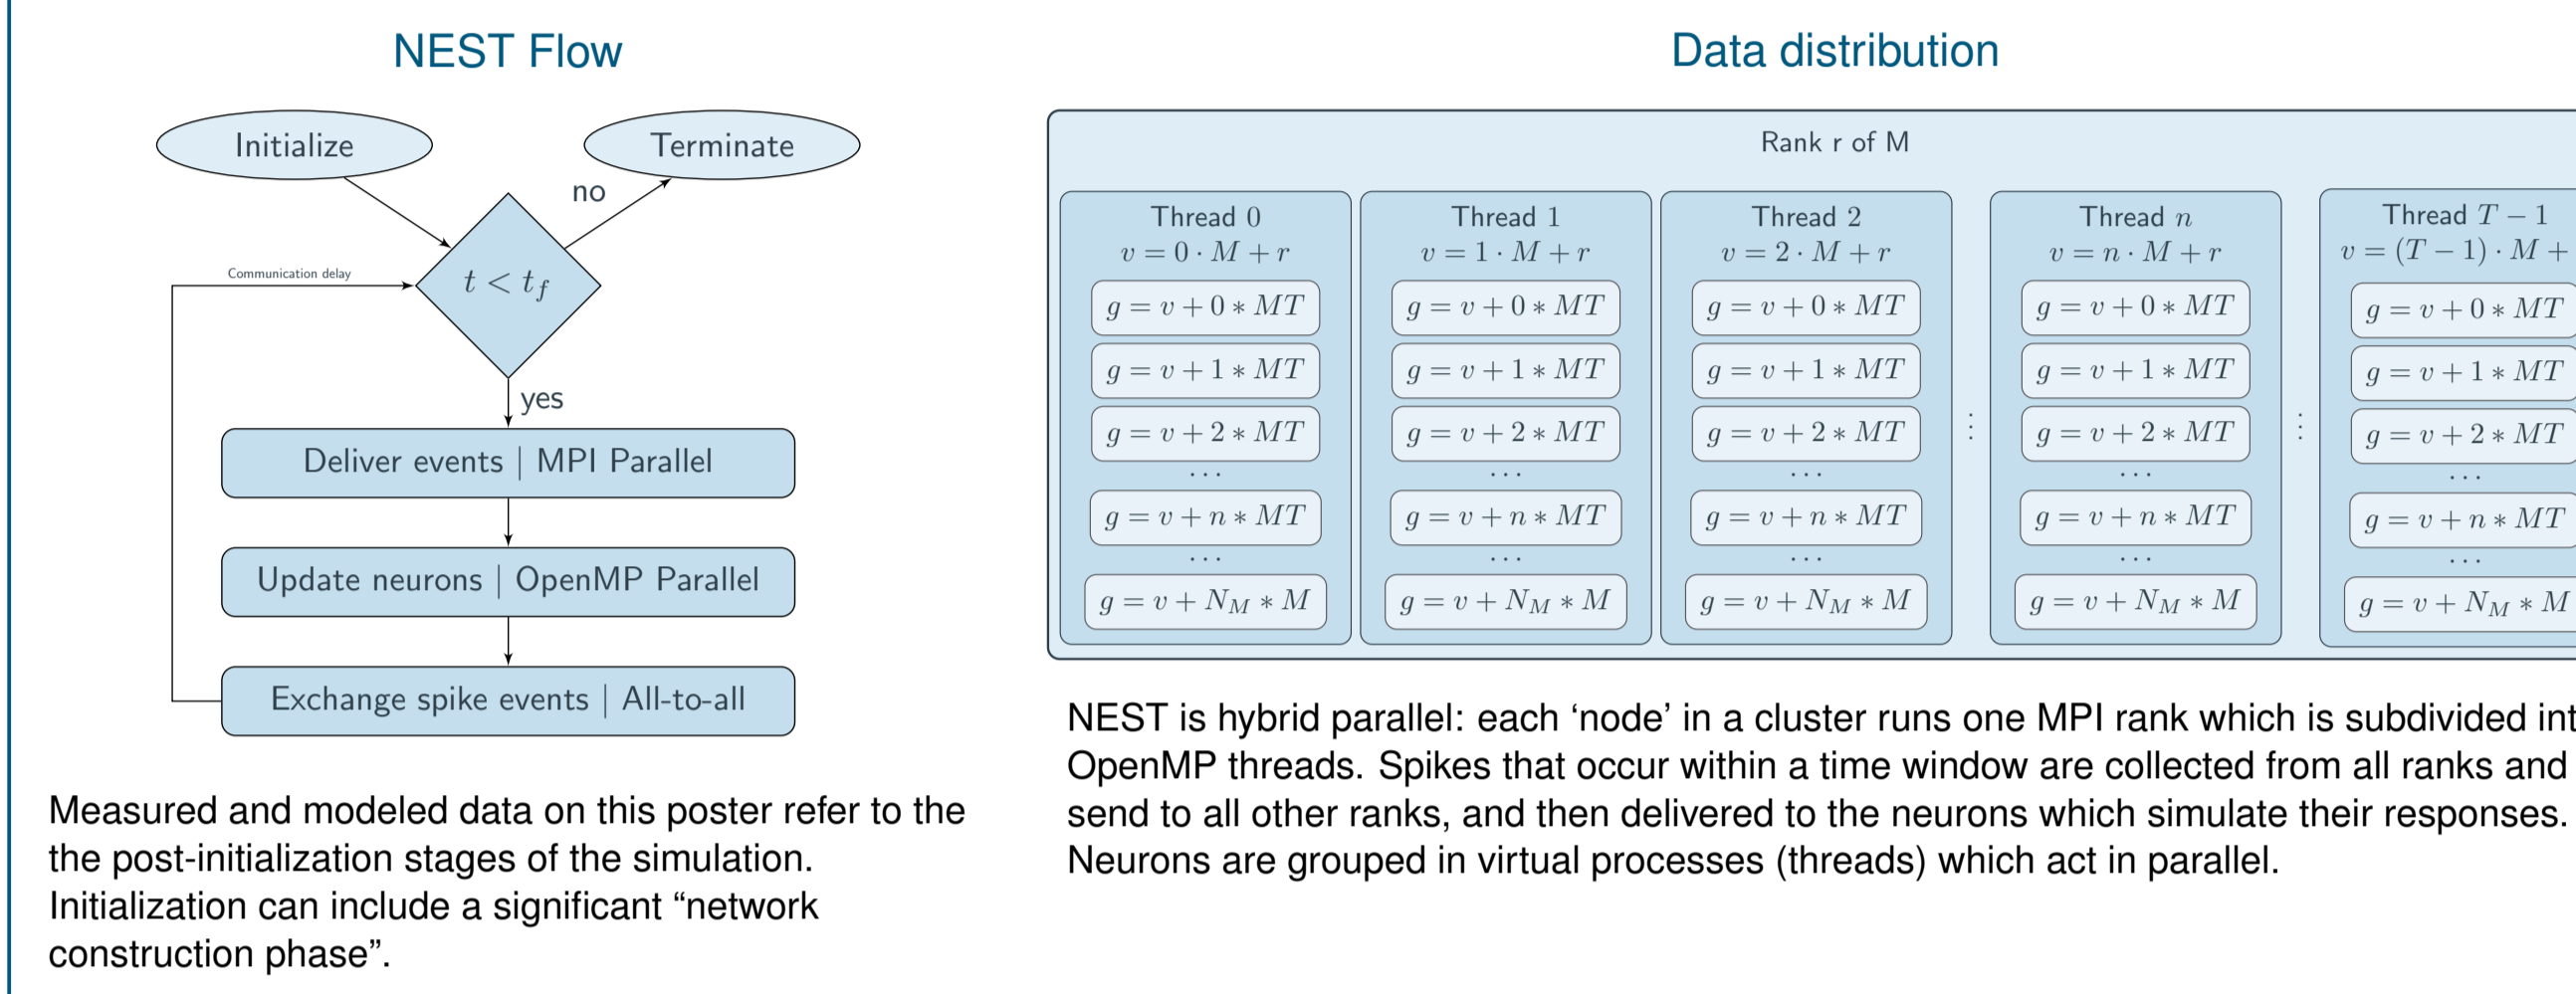 NEST Flow
Initialize
Terminate
no
Communication delay
t < t_f
yes
Deliver events | MPI Parallel
Update neurons | OpenMP Parallel
Exchange spike events | All-to-all
Measured and modeled data on this poster refer to the
the post-initialization stages of the simulation.
Initialization can include a significant “network
construction phase”.
Data distribution
Rank r of M
Thread 0
v = 0 · M + r
g = v + 0 ∗ MT
g = v + 1 ∗ MT
g = v + 2 ∗ MT
...
g = v + n ∗ MT
...
g = v + N_M ∗ M
Thread 1
v = 1 · M + r
g = v + 0 ∗ MT
g = v + 1 ∗ MT
g = v + 2 ∗ MT
...
g = v + n ∗ MT
...
g = v + N_M ∗ M
Thread 2
v = 2 · M + r
g = v + 0 ∗ MT
g = v + 1 ∗ MT
g = v + 2 ∗ MT
...
g = v + n ∗ MT
...
g = v + N_M ∗ M
⋮
Thread n
v = n · M + r
g = v + 0 ∗ MT
g = v + 1 ∗ MT
g = v + 2 ∗ MT
...
g = v + n ∗ MT
...
g = v + N_M ∗ M
⋮
Thread T − 1
v = (T − 1) · M +
g = v + 0 ∗ MT
g = v + 1 ∗ MT
g = v + 2 ∗ MT
...
g = v + n ∗ MT
...
g = v + N_M ∗ M
NEST is hybrid parallel: each ‘node’ in a cluster runs one MPI rank which is subdivided
OpenMP threads. Spikes that occur within a time window are collected from all ranks and
send to all other ranks, and then delivered to the neurons which simulate their responses.
Neurons are grouped in virtual processes (threads) which act in parallel.